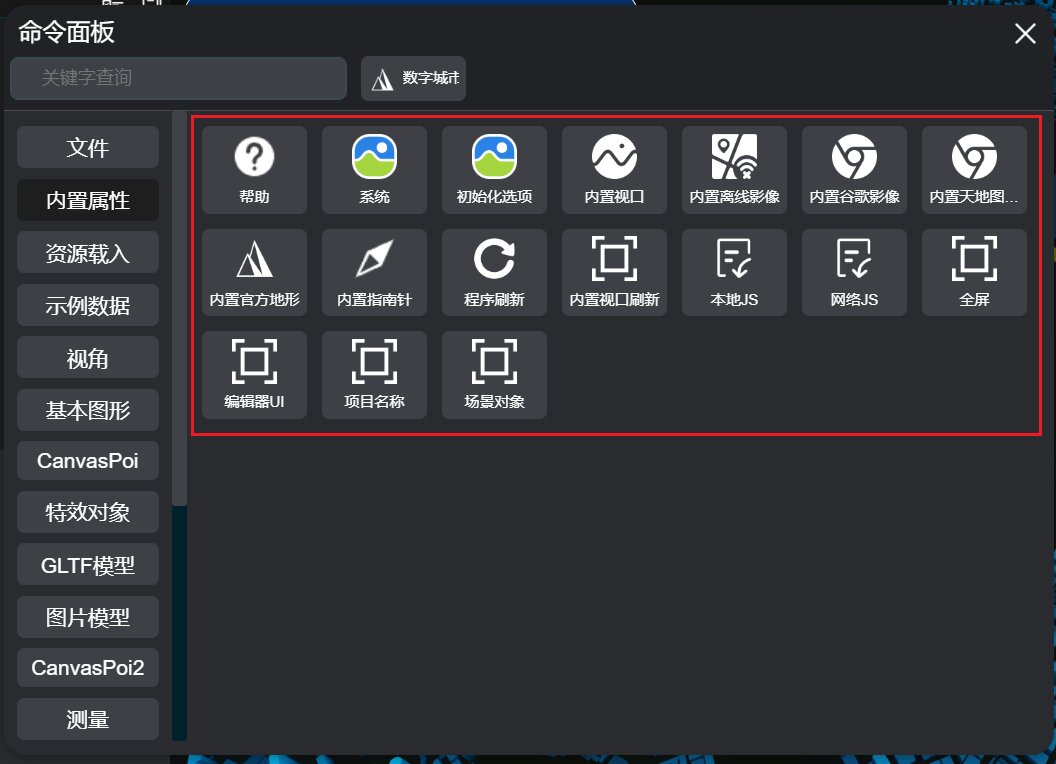 命令面板
关键字查询
数字城市
文件
内置属性
资源载入
示例数据
视角
基本图形
CanvasPoi
特效对象
GLTF模型
图片模型
CanvasPoi2
测量
帮助
系统
初始化选项
内置视口
内置离线影像
内置谷歌影像
内置天地图...
内置官方地形
内置指南针
程序刷新
内置视口刷新
本地JS
网络JS
全屏
编辑器UI
项目名称
场景对象